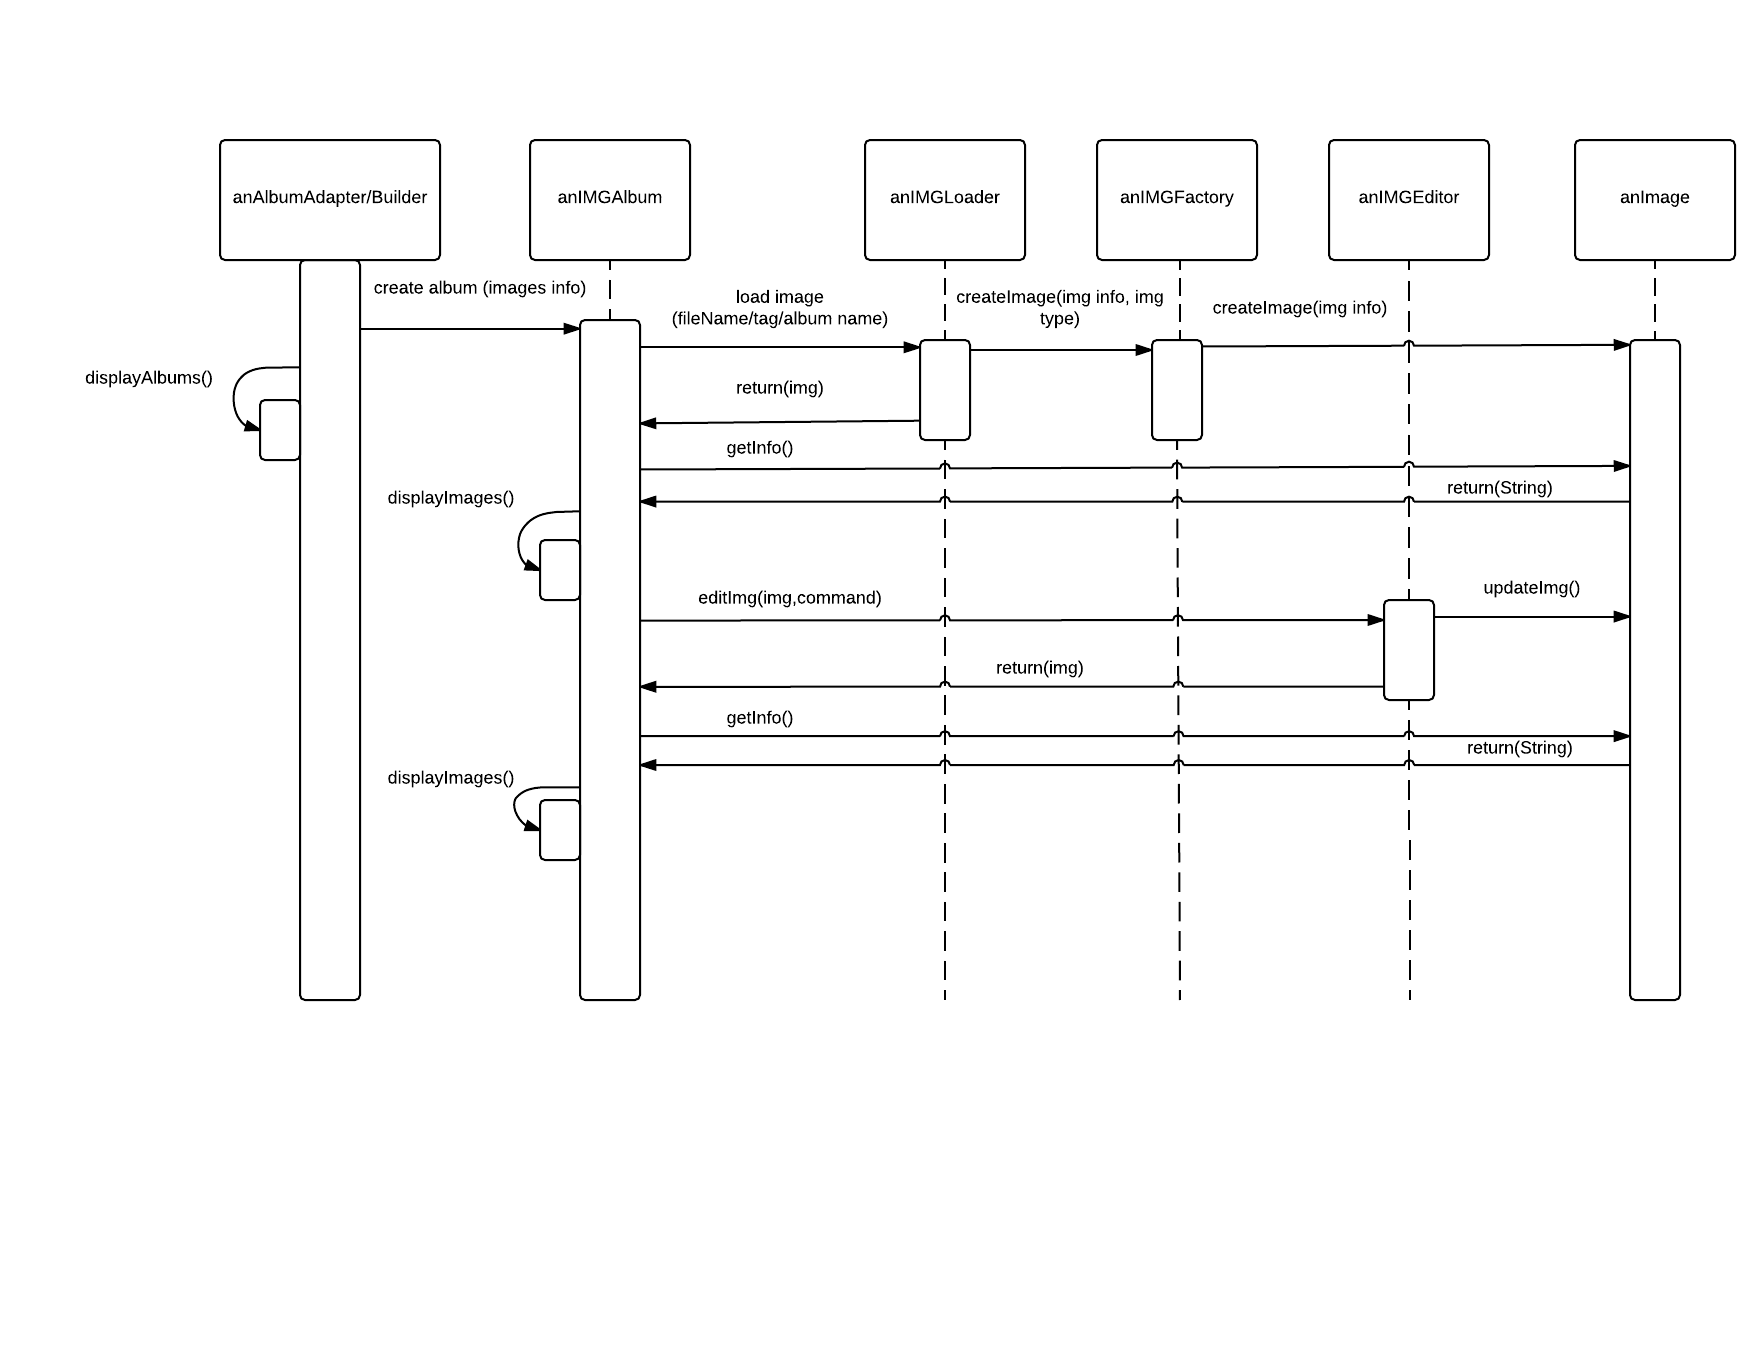 anAlbumAdapter/Builder
anIMGAlbum
anIMGLoader
anIMGFactory
anIMGEditor
anImage
create album (images info)
load image
(fileName/tag/album name)
createImage(img info, img
type)
createImage(img info)
displayAlbums()
return(img)
getInfo()
return(String)
displayImages()
editImg(img,command)
updateImg()
return(img)
getInfo()
return(String)
displayImages()